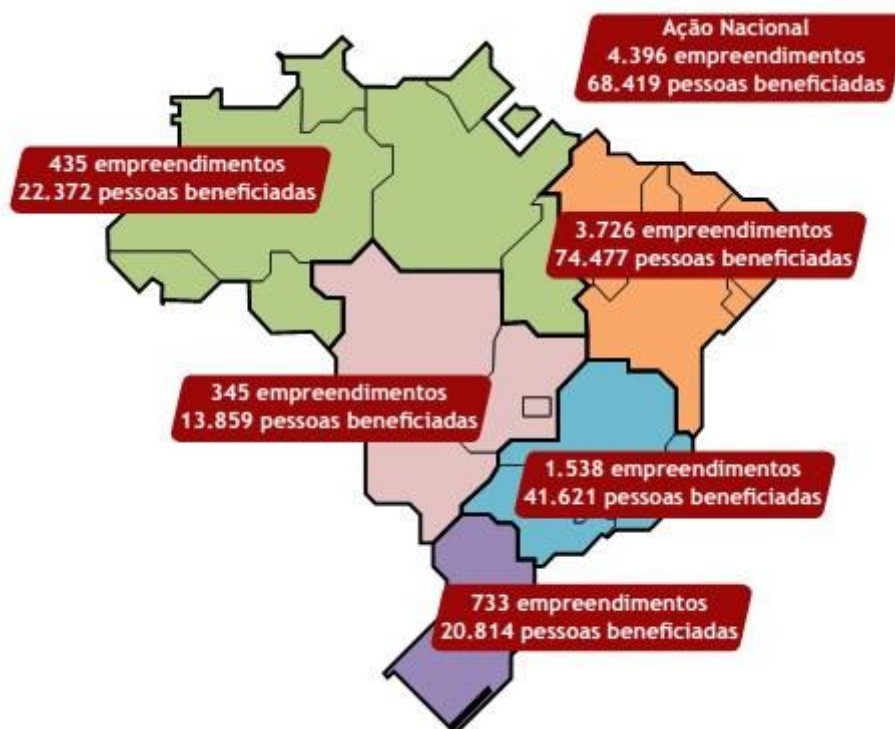 Ação Nacional
4.396 empreendimentos
68.419 pessoas beneficiadas
435 empreendimentos
22.372 pessoas beneficiadas
3.726 empreendimentos
74.477 pessoas beneficiadas
345 empreendimentos
13.859 pessoas beneficiadas
1.538 empreendimentos
41.621 pessoas beneficiadas
733 empreendimentos
20.814 pessoas beneficiadas